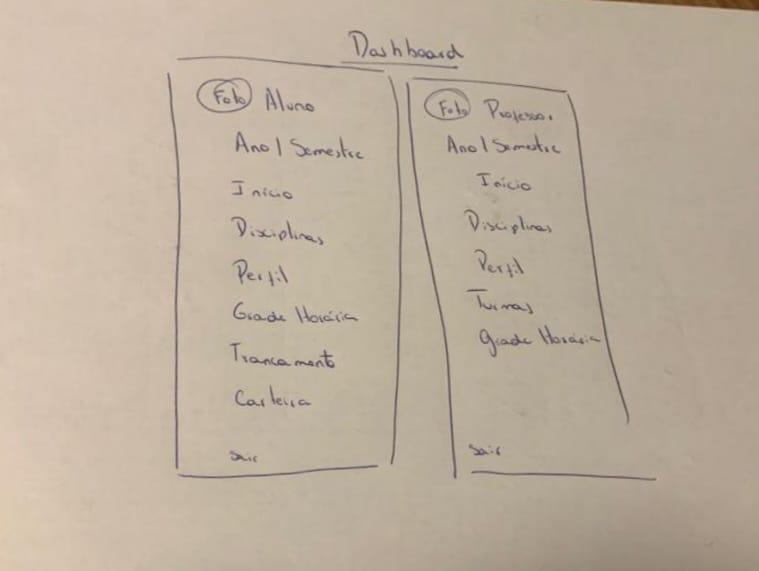 Dashboard
Foto Aluno
Ano / Semestre
Início
Disciplinas
Perfil
Grade Horária
Trancamento
Carteira
Sair
Foto Professor
Ano / Semestre
Início
Disciplinas
Perfil
Turmas
Grade Horária
Sair